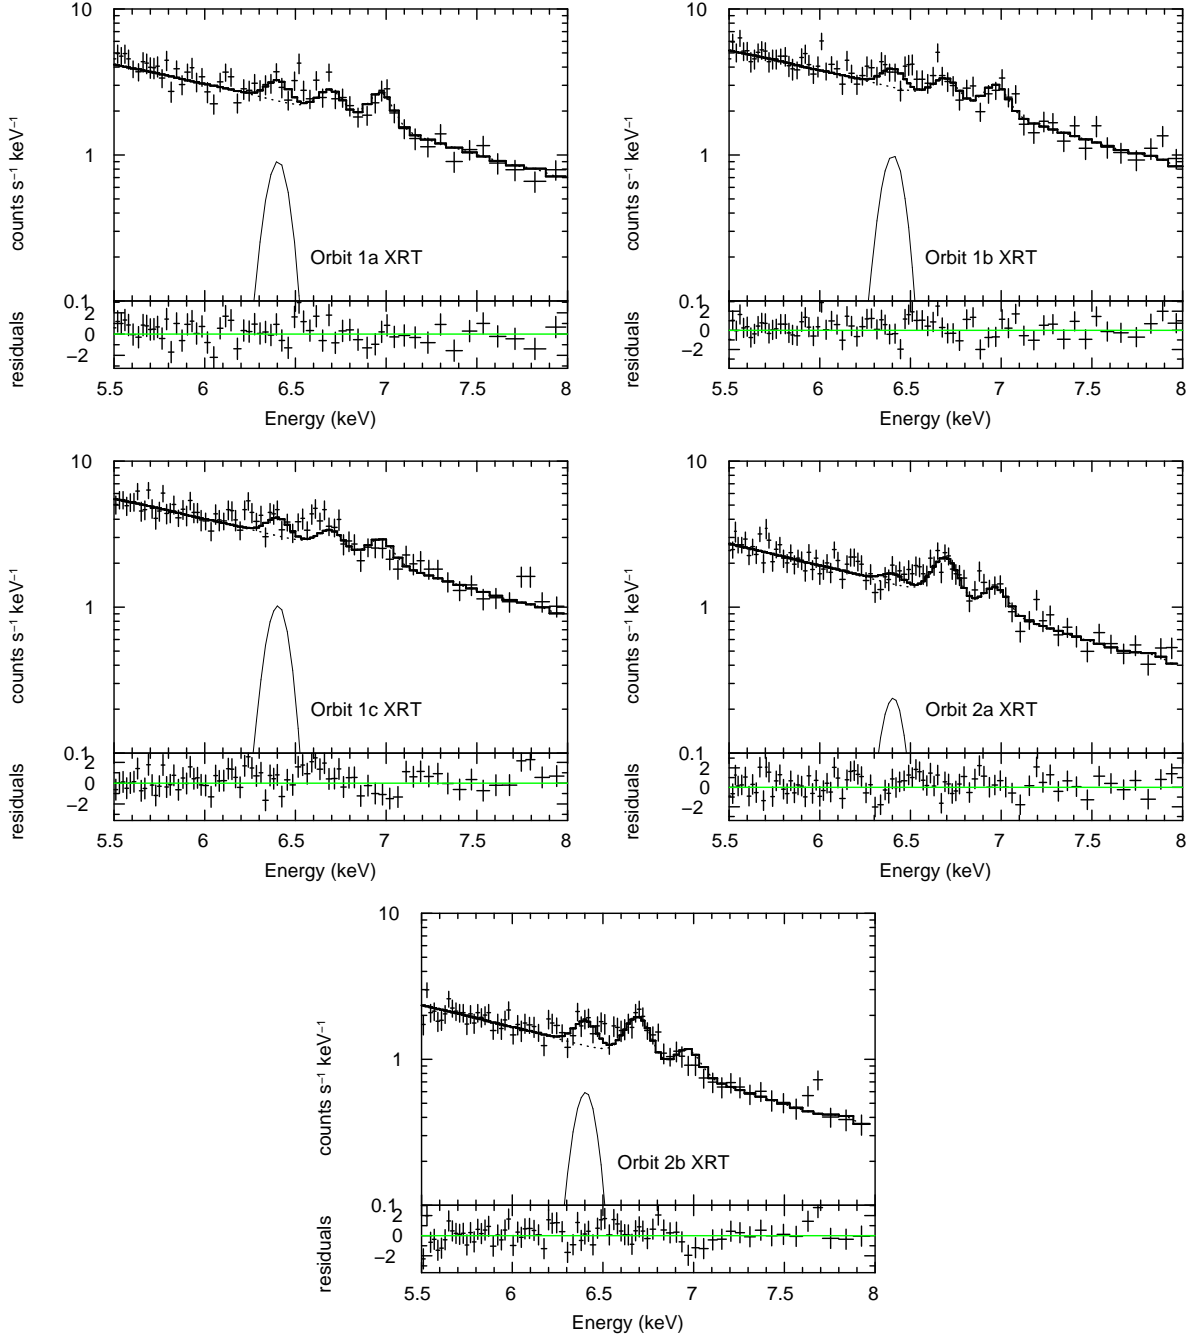 10
1
0.1
counts s⁻¹ keV⁻¹
Orbit 1a XRT
2
0
−2
residuals
5.5 6 6.5 7 7.5 8
Energy (keV)
10
1
0.1
counts s⁻¹ keV⁻¹
Orbit 1b XRT
2
0
−2
residuals
5.5 6 6.5 7 7.5 8
Energy (keV)
10
1
0.1
counts s⁻¹ keV⁻¹
Orbit 1c XRT
2
0
−2
residuals
5.5 6 6.5 7 7.5 8
Energy (keV)
10
1
0.1
counts s⁻¹ keV⁻¹
Orbit 2a XRT
2
0
−2
residuals
5.5 6 6.5 7 7.5 8
Energy (keV)
10
1
0.1
counts s⁻¹ keV⁻¹
Orbit 2b XRT
2
0
−2
residuals
5.5 6 6.5 7 7.5 8
Energy (keV)